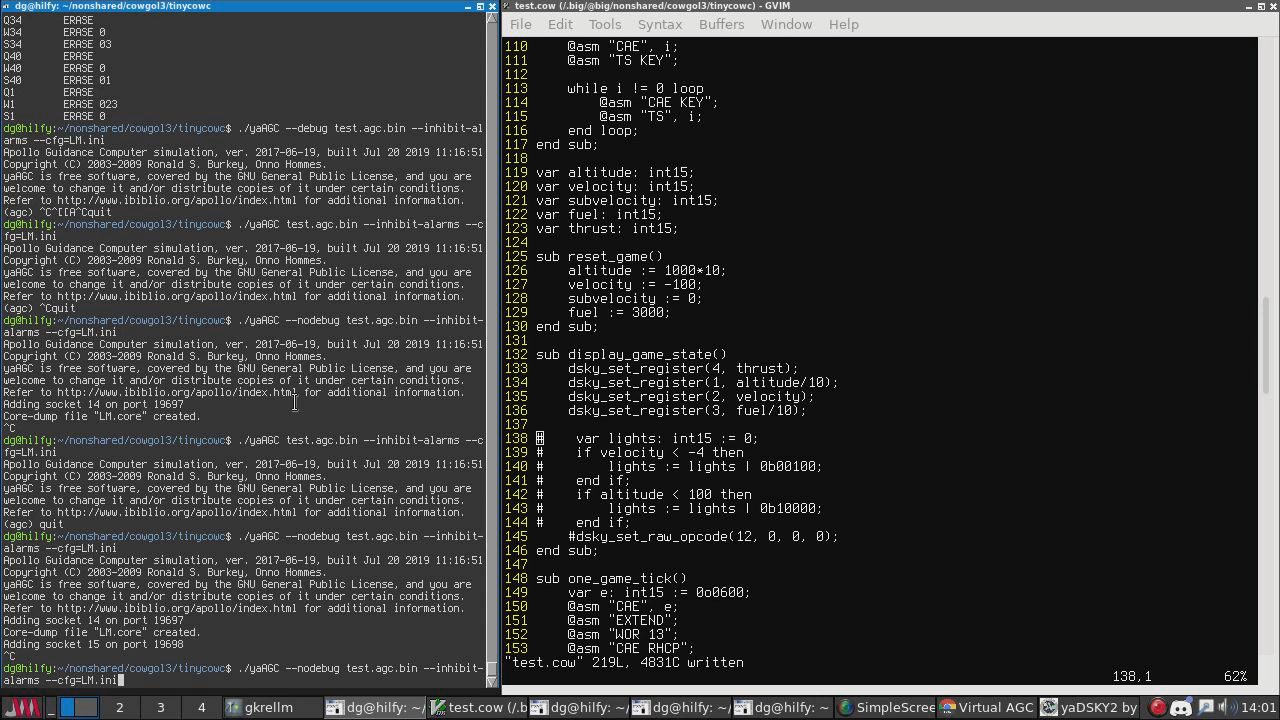 dg@hilfy: ~/nonshared/cowgol3/tinycowc
Q34 ERASE
W34 ERASE 0
S34 ERASE 03
Q40 ERASE
W40 ERASE 0
S40 ERASE 01
Q1 ERASE
W1 ERASE 023
S1 ERASE 0
dg@hilfy:~/nonshared/cowgol3/tinycowc$ ./yaAGC --debug test.agc.bin --inhibit-al
arms --cfg=LM.ini
Apollo Guidance Computer simulation, ver. 2017-06-19, built Jul 20 2019 11:16:51
Copyright (C) 2003-2009 Ronald S. Burkey, Onno Hommes.
yaAGC is free software, covered by the GNU General Public License, and you are
welcome to change it and/or distribute copies of it under certain conditions.
Refer to http://www.ibiblio.org/apollo/index.html for additional information.
(agc) ^C^[[A^Cquit
dg@hilfy:~/nonshared/cowgol3/tinycowc$ ./yaAGC test.agc.bin --inhibit-alarms --c
fg=LM.ini
Apollo Guidance Computer simulation, ver. 2017-06-19, built Jul 20 2019 11:16:51
Copyright (C) 2003-2009 Ronald S. Burkey, Onno Hommes.
yaAGC is free software, covered by the GNU General Public License, and you are
welcome to change it and/or distribute copies of it under certain conditions.
Refer to http://www.ibiblio.org/apollo/index.html for additional information.
(agc) ^Cquit
dg@hilfy:~/nonshared/cowgol3/tinycowc$ ./yaAGC --nodebug test.agc.bin --inhibit-
alarms --cfg=LM.ini
Apollo Guidance Computer simulation, ver. 2017-06-19, built Jul 20 2019 11:16:51
Copyright (C) 2003-2009 Ronald S. Burkey, Onno Hommes.
yaAGC is free software, covered by the GNU General Public License, and you are
welcome to change it and/or distribute copies of it under certain conditions.
Refer to http://www.ibiblio.org/apollo/index.html for additional information.
Adding socket 14 on port 19697
Core-dump file "LM.core" created.
^C
dg@hilfy:~/nonshared/cowgol3/tinycowc$ ./yaAGC test.agc.bin --inhibit-alarms --c
fg=LM.ini
Apollo Guidance Computer simulation, ver. 2017-06-19, built Jul 20 2019 11:16:51
Copyright (C) 2003-2009 Ronald S. Burkey, Onno Hommes.
yaAGC is free software, covered by the GNU General Public License, and you are
welcome to change it and/or distribute copies of it under certain conditions.
Refer to http://www.ibiblio.org/apollo/index.html for additional information.
(agc) quit
dg@hilfy:~/nonshared/cowgol3/tinycowc$ ./yaAGC --nodebug test.agc.bin --inhibit-
alarms --cfg=LM.ini
Apollo Guidance Computer simulation, ver. 2017-06-19, built Jul 20 2019 11:16:51
Copyright (C) 2003-2009 Ronald S. Burkey, Onno Hommes.
yaAGC is free software, covered by the GNU General Public License, and you are
welcome to change it and/or distribute copies of it under certain conditions.
Refer to http://www.ibiblio.org/apollo/index.html for additional information.
Adding socket 14 on port 19697
Core-dump file "LM.core" created.
Adding socket 15 on port 19698
^C
dg@hilfy:~/nonshared/cowgol3/tinycowc$ ./yaAGC --nodebug test.agc.bin --inhibit-
alarms --cfg=LM.ini
test.cow (/.big/@big/nonshared/cowgol3/tinycowc) - GVIM
File Edit Tools Syntax Buffers Window Help
110     @asm "CAE", i;
111     @asm "TS KEY";
112
113     while i != 0 loop
114         @asm "CAE KEY";
115         @asm "TS", i;
116     end loop;
117 end sub;
118
119 var altitude: int15;
120 var velocity: int15;
121 var subvelocity: int15;
122 var fuel: int15;
123 var thrust: int15;
124
125 sub reset_game()
126     altitude := 1000*10;
127     velocity := -100;
128     subvelocity := 0;
129     fuel := 3000;
130 end sub;
131
132 sub display_game_state()
133     dsky_set_register(4, thrust);
134     dsky_set_register(1, altitude/10);
135     dsky_set_register(2, velocity);
136     dsky_set_register(3, fuel/10);
137
138 #    var lights: int15 := 0;
139 #    if velocity < -4 then
140 #        lights := lights | 0b00100;
141 #    end if;
142 #    if altitude < 100 then
143 #        lights := lights | 0b10000;
144 #    end if;
145     #dsky_set_raw_opcode(12, 0, 0, 0);
146 end sub;
147
148 sub one_game_tick()
149     var e: int15 := 0o0600;
150     @asm "CAE", e;
151     @asm "EXTEND";
152     @asm "WOR 13";
153     @asm "CAE RHCP";
"test.cow" 219L, 4831C written
138,1 62%
2 3 4 gkrellm dg@hilfy: ~/ test.cow (/.b dg@hilfy: ~/ dg@hilfy: ~/ dg@hilfy: ~/ SimpleScree Virtual AGC yaDSKY2 by 14:01